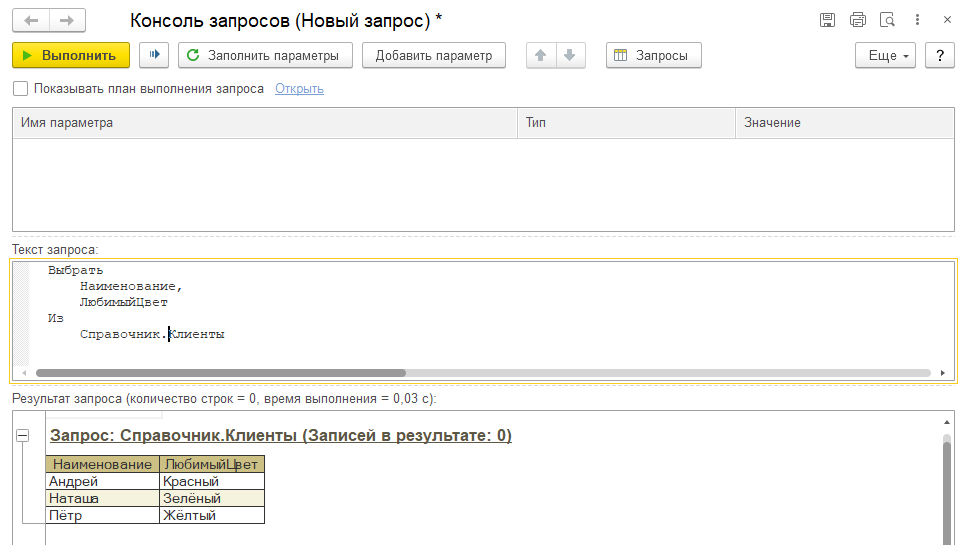 Консоль запросов (Новый запрос) *
Выполнить Заполнить параметры Добавить параметр Запросы Еще ?
Показывать план выполнения запроса Открыть
Имя параметра Тип Значение
Текст запроса:
Выбрать
Наименование,
ЛюбимыйЦвет
Из
Справочник.Клиенты
Результат запроса (количество строк = 0, время выполнения = 0,03 с):
Запрос: Справочник.Клиенты (Записей в результате: 0)
Наименование ЛюбимыйЦвет
Андрей Красный
Наташа Зелёный
Пётр Жёлтый